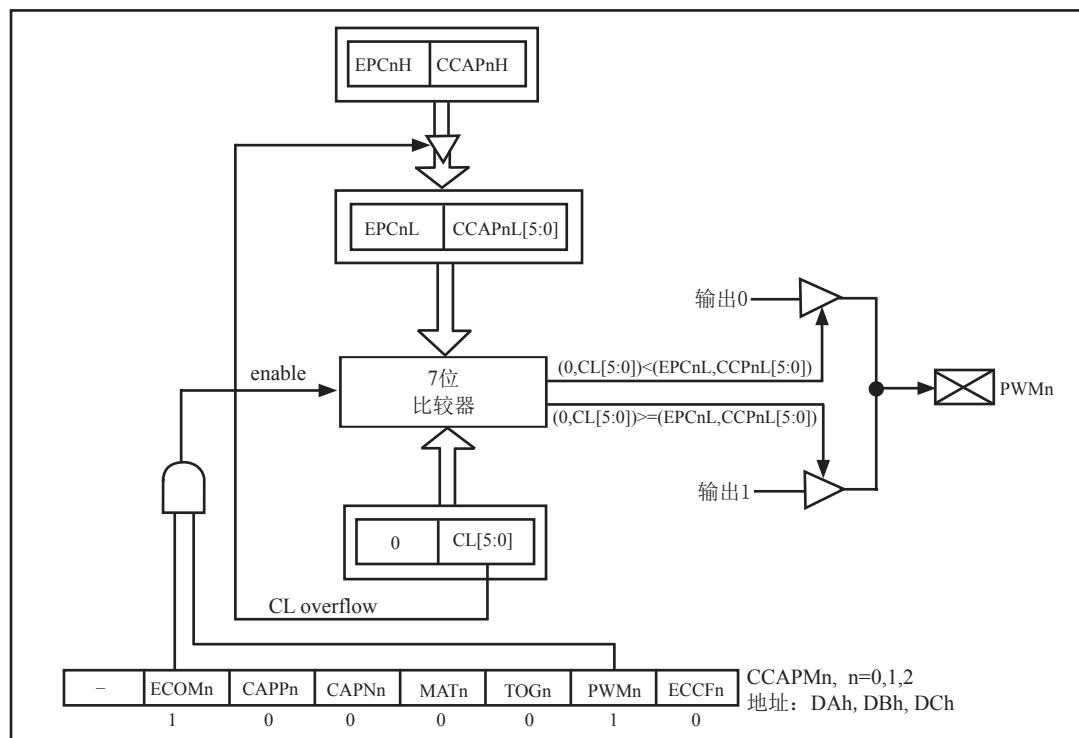 EPCnH CCAPnH
EPCnL CCAPnL[5:0]
输出0
(0,CL[5:0])<(EPCnL,CCPnL[5:0])
enable
7位
比较器
PWMn
(0,CL[5:0])>=(EPCnL,CCPnL[5:0])
输出1
0 CL[5:0]
CL overflow
– ECOMn CAPPn CAPNn MATn TOGn PWMn ECCFn
CCAPMn, n=0,1,2
地址：DAh, DBh, DCh
1 0 0 0 0 1 0